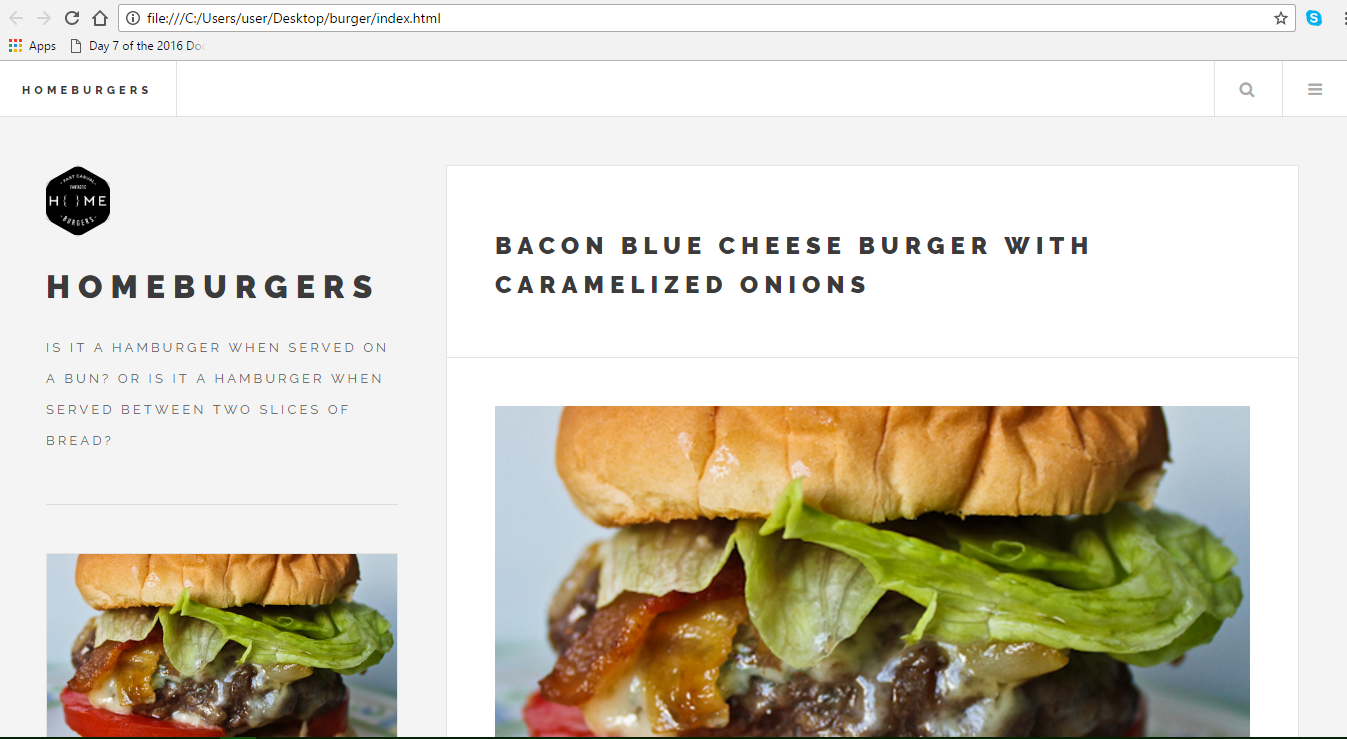 file:///C:/Users/user/Desktop/burger/index.html
Apps
Day 7 of the 2016 Do
HOMEBURGERS
FAST CASUAL
FANTASTIC
H{ }ME
BURGERS
HOMEBURGERS
IS IT A HAMBURGER WHEN SERVED ON
A BUN? OR IS IT A HAMBURGER WHEN
SERVED BETWEEN TWO SLICES OF
BREAD?
BACON BLUE CHEESE BURGER WITH
CARAMELIZED ONIONS